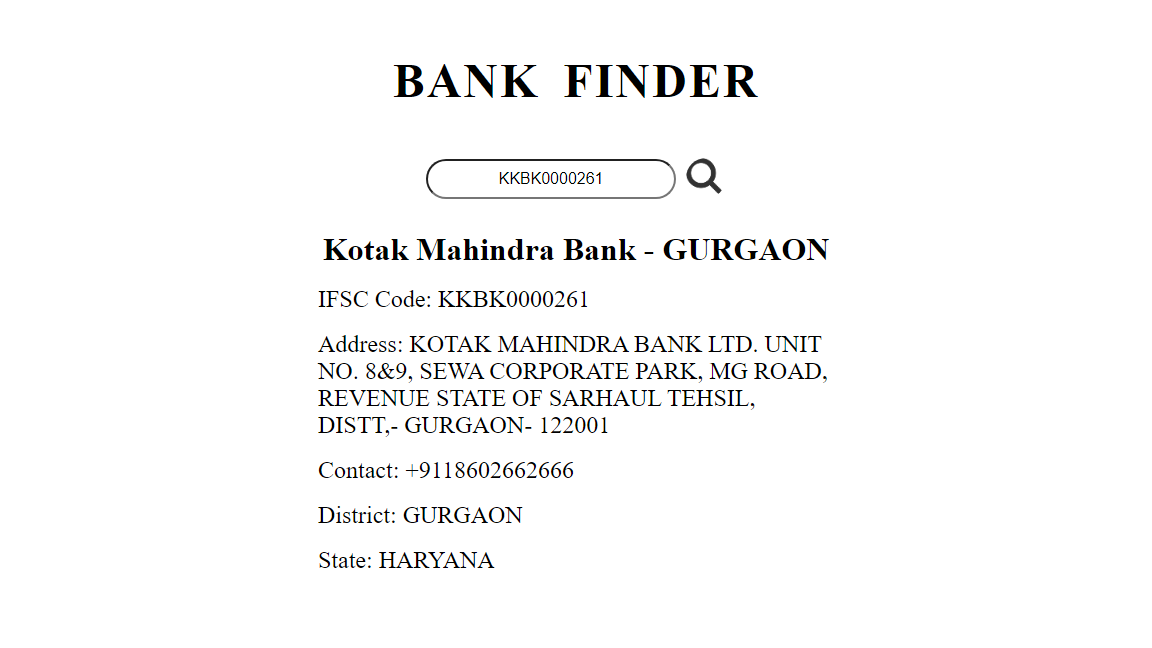 BANK FINDER
KKBK0000261
Kotak Mahindra Bank - GURGAON
IFSC Code: KKBK0000261
Address: KOTAK MAHINDRA BANK LTD. UNIT
NO. 8&9, SEWA CORPORATE PARK, MG ROAD,
REVENUE STATE OF SARHAUL TEHSIL,
DISTT,- GURGAON- 122001
Contact: +9118602662666
District: GURGAON
State: HARYANA